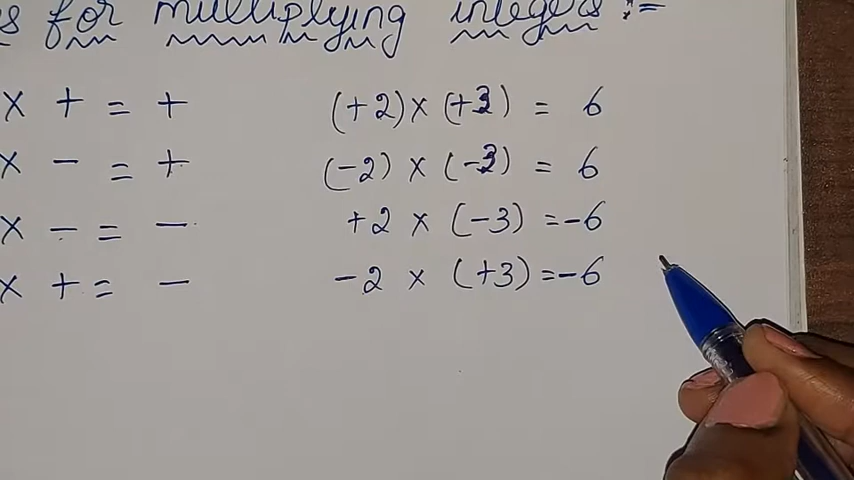 for multiplying integers :-
x + = + (+2) x (+3) = 6
x - = + (-2) x (-3) = 6
x - = - +2 x (-3) = -6
x + = - -2 x (+3) = -6